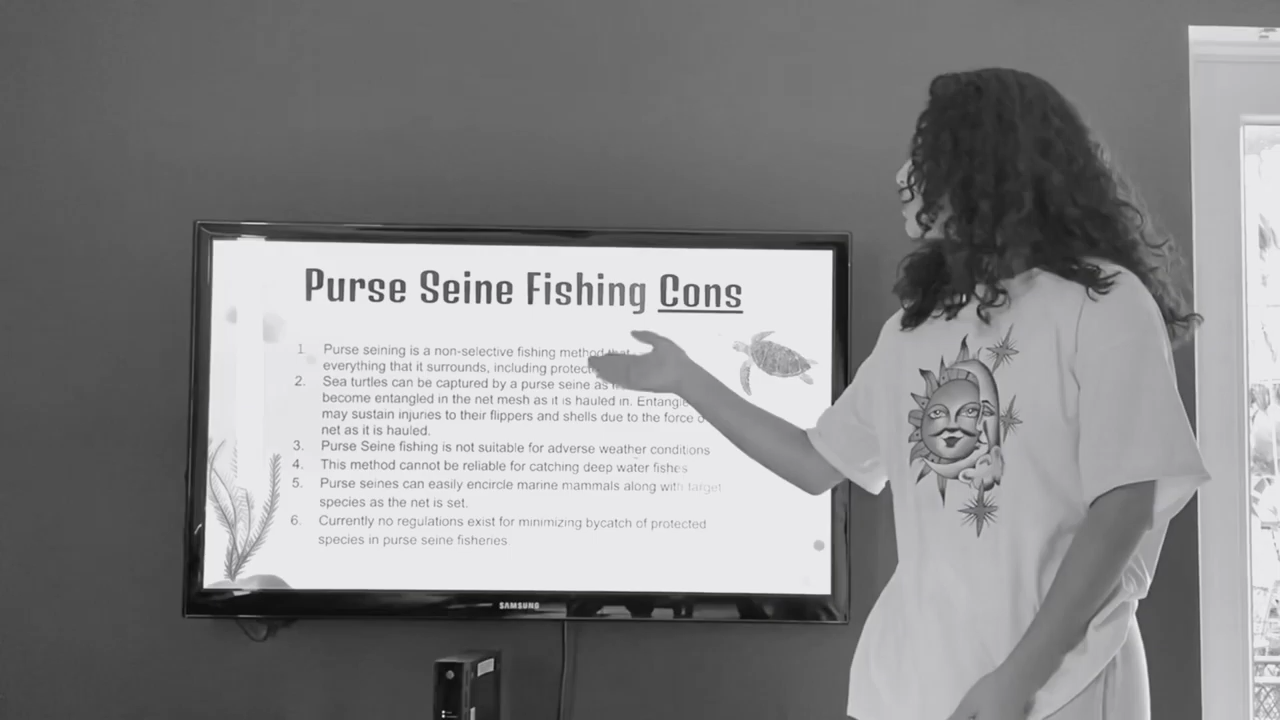 Purse Seine Fishing Cons
1. Purse seining is a non-selective fishing method that
everything that it surrounds, including
2. Sea turtles can be captured by a purse seine as
become entangled in the net mesh as it is hauled in.
may sustain injuries to their flippers and shells due to the force
net as it is hauled.
3. Purse Seine fishing is not suitable for adverse weather conditions
4. This method cannot be reliable for catching deep water fishes
5. Purse seines can easily encircle marine mammals along with target
species as the net is set.
6. Currently no regulations exist for minimizing bycatch of protected
species in purse seine fisheries
SAMSUNG